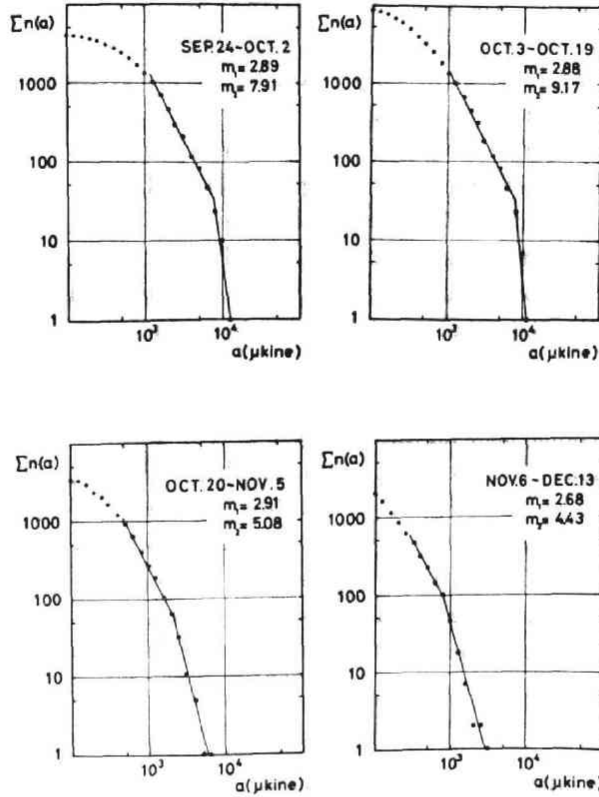 Σn(a)
SEP. 24~OCT. 2
m₁= 2.89
m₂= 7.91
1000
100
10
1
10³
10⁴
a(μkine)
Σn(a)
OCT. 3~OCT. 19
m₁= 2.88
m₂= 9.17
1000
100
10
1
10³
10⁴
a(μkine)
Σn(a)
OCT. 20~NOV. 5
m₁= 2.91
m₂= 5.08
1000
100
10
1
10³
10⁴
a(μkine)
Σn(a)
NOV. 6~DEC. 13
m₁= 2.68
m₂= 4.43
1000
100
10
1
10³
10⁴
a(μkine)